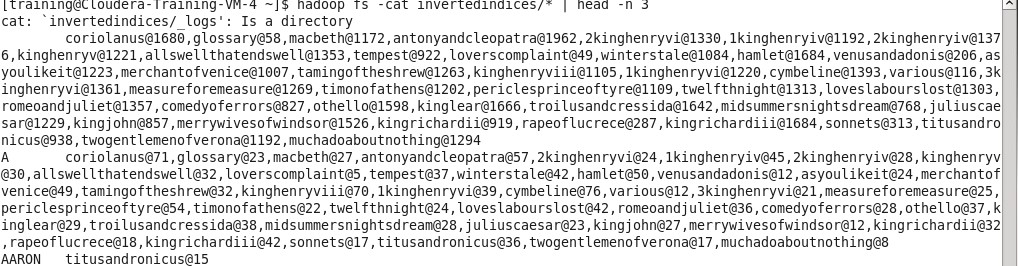 [training@Cloudera-Training-VM-4 ~]$ hadoop fs -cat invertedindices/* | head -n 3
cat: `invertedindices/_logs': Is a directory
        coriolanus@1680,glossary@58,macbeth@1172,antonyandcleopatra@1962,2kinghenryvi@1330,1kinghenryiv@1192,2kinghenryiv@137
6,kinghenryv@1221,allswellthatendswell@1353,tempest@922,loverscomplaint@49,winterstale@1084,hamlet@1684,venusandadonis@206,as
youlikeit@1223,merchantofvenice@1007,tamingoftheshrew@1263,kinghenryviii@1105,1kinghenryvi@1220,cymbeline@1393,various@116,3k
inghenryvi@1361,measureforemeasure@1269,timonofathens@1202,periclesprinceoftyre@1109,twelfthnight@1313,loveslabourslost@1303,
romeoandjuliet@1357,comedyoferrors@827,othello@1598,kinglear@1666,troilusandcressida@1642,midsummersnightsdream@768,juliuscae
sar@1229,kingjohn@857,merrywivesofwindsor@1526,kingrichardii@919,rapeoflucrece@287,kingrichardiii@1684,sonnets@313,titusandro
nicus@938,twogentlemenofverona@1192,muchadoaboutnothing@1294
A       coriolanus@71,glossary@23,macbeth@27,antonyandcleopatra@57,2kinghenryvi@24,1kinghenryiv@45,2kinghenryiv@28,kinghenryv
@30,allswellthatendswell@32,loverscomplaint@5,tempest@37,winterstale@42,hamlet@50,venusandadonis@12,asyoulikeit@24,merchantof
venice@49,tamingoftheshrew@32,kinghenryviii@70,1kinghenryvi@39,cymbeline@76,various@12,3kinghenryvi@21,measureforemeasure@25,
periclesprinceoftyre@54,timonofathens@22,twelfthnight@24,loveslabourslost@42,romeoandjuliet@36,comedyoferrors@28,othello@37,k
inglear@29,troilusandcressida@38,midsummersnightsdream@28,juliuscaesar@23,kingjohn@27,merrywivesofwindsor@12,kingrichardii@32
,rapeoflucrece@18,kingrichardiii@42,sonnets@17,titusandronicus@36,twogentlemenofverona@17,muchadoaboutnothing@8
AARON   titusandronicus@15